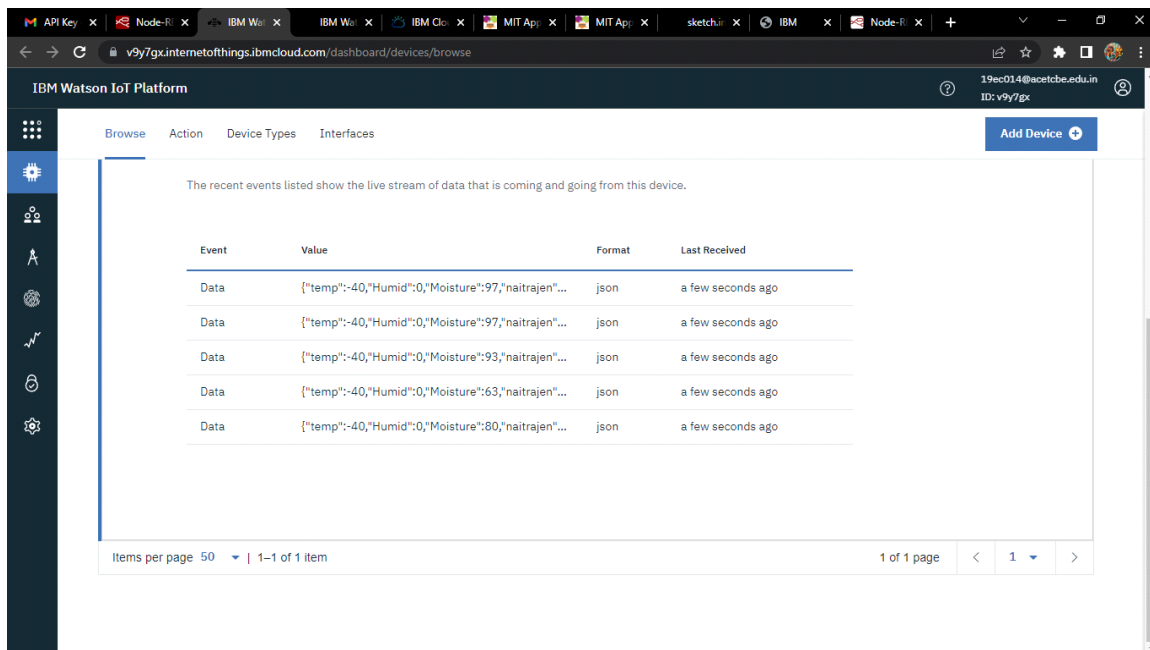 API Key Node-R IBM Wat IBM Wat IBM Clo MIT App MIT App sketch.ir IBM Node-R
v9y7gx.internetofthings.ibmcloud.com/dashboard/devices/browse
IBM Watson IoT Platform
19ec014@acetcbe.edu.in
ID: v9y7gx
Browse Action Device Types Interfaces Add Device
The recent events listed show the live stream of data that is coming and going from this device.
Event Value Format Last Received
Data {"temp":-40,"Humid":0,"Moisture":97,"naitrajen"... json a few seconds ago
Data {"temp":-40,"Humid":0,"Moisture":97,"naitrajen"... json a few seconds ago
Data {"temp":-40,"Humid":0,"Moisture":93,"naitrajen"... json a few seconds ago
Data {"temp":-40,"Humid":0,"Moisture":63,"naitrajen"... json a few seconds ago
Data {"temp":-40,"Humid":0,"Moisture":80,"naitrajen"... json a few seconds ago
Items per page 50 | 1–1 of 1 item 1 of 1 page 1